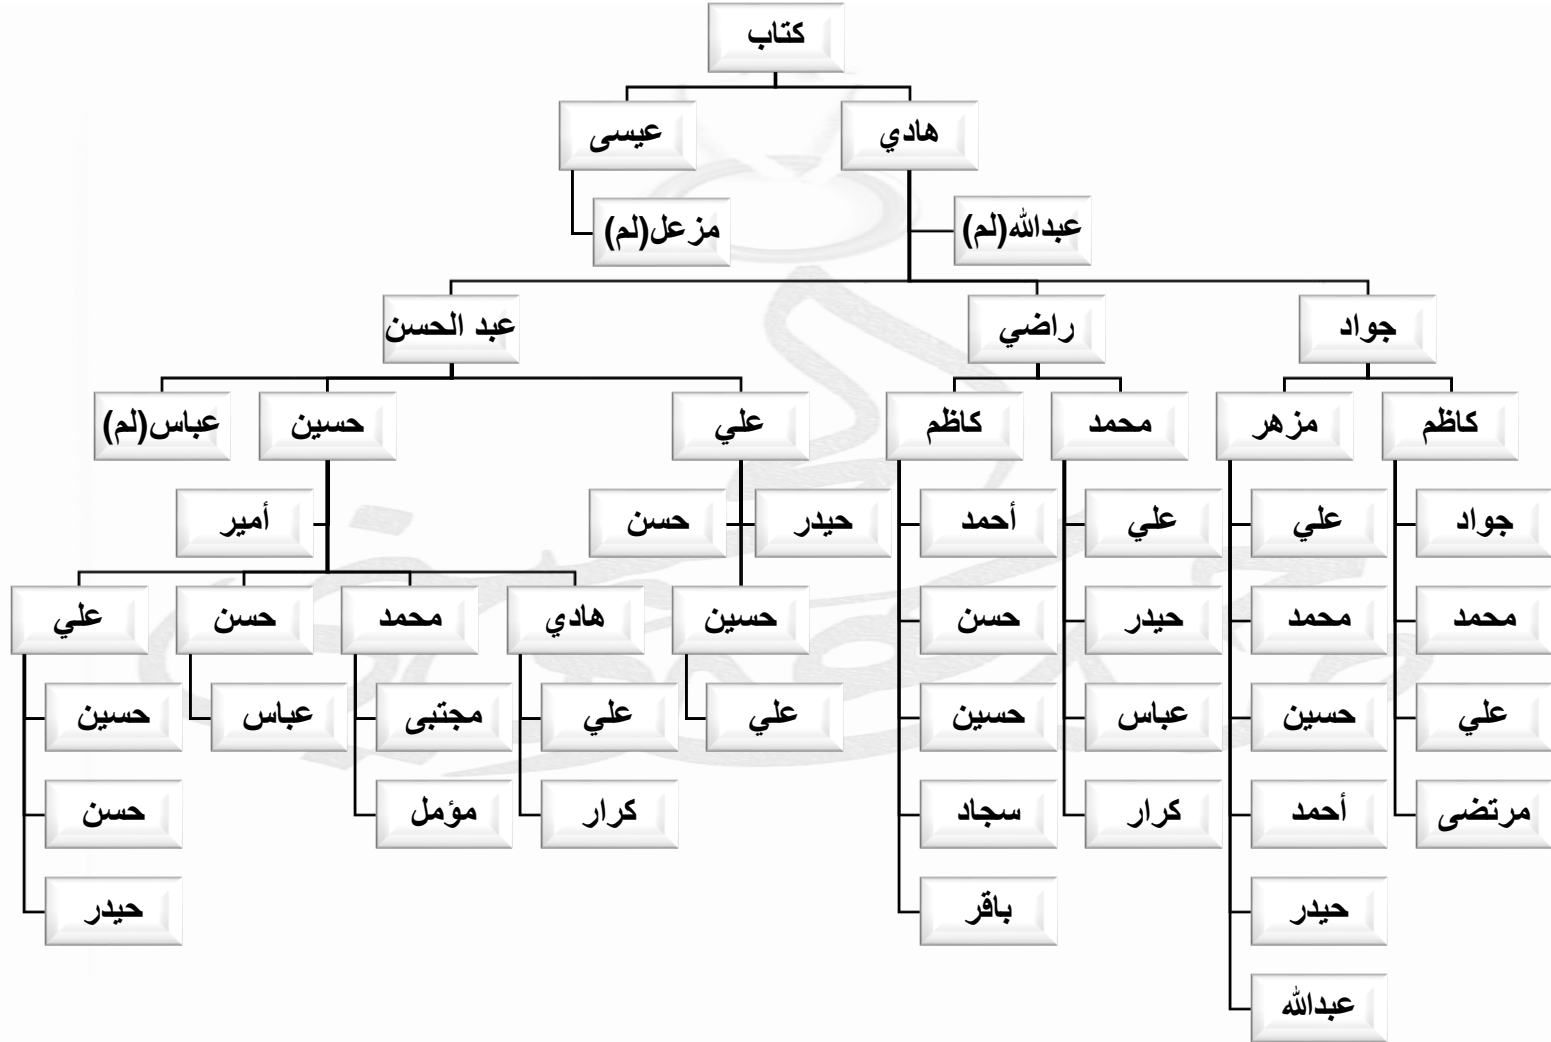 كتاب
هادي
عيسى
عبدالله(لم)
مزعل(لم)
جواد
راضي
عبد الحسن
كاظم
مزهر
محمد
كاظم
علي
حسين
عباس(لم)
جواد
علي
علي
أحمد
حيدر
حسن
أمير
محمد
محمد
حيدر
حسن
حسين
هادي
محمد
حسن
علي
علي
حسين
عباس
حسين
علي
علي
مجتبى
عباس
حسين
مرتضى
أحمد
كرار
سجاد
كرار
مؤمل
حسن
حيدر
باقر
حيدر
عبدالله